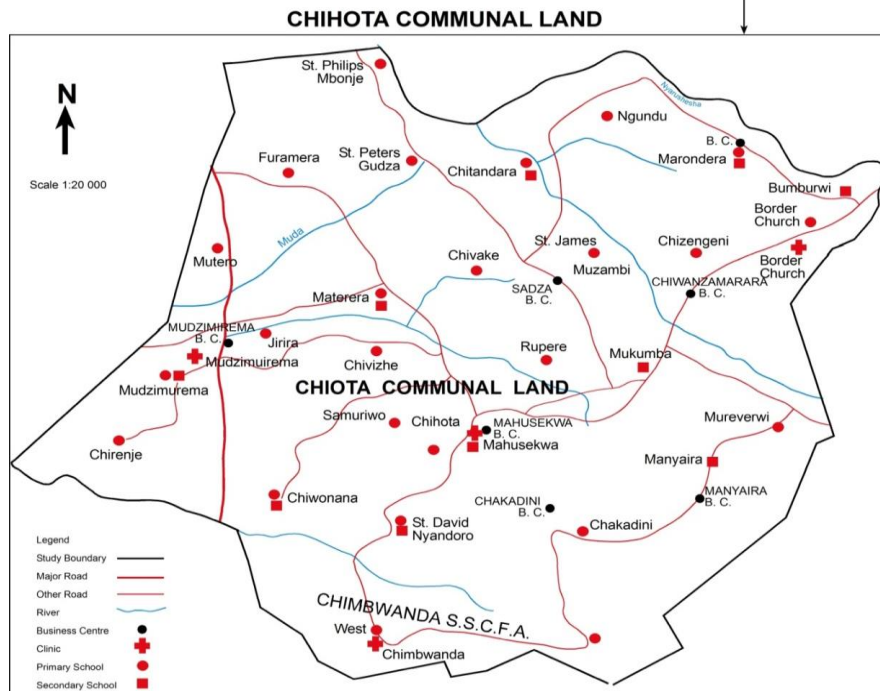 CHIHOTA COMMUNAL LAND
N
Scale 1:20 000
St. Philips
Mbonje
Nyarushesha
Ngundu
B. C.
Marondera
Furamera
St. Peters
Gudza
Chitandara
Bumburwi
Border
Church
Muda
Mutero
Chivake
St. James
Muzambi
Chizengeni
Border
Church
SADZA
B. C.
CHIWANZAMARARA
B. C.
Materera
MUDZIMIREMA
B. C.
Jirira
Mudzimuirema
Chivizhe
Rupere
Mukumba
Mudzimurema
CHIOTA COMMUNAL LAND
Samuriwo
Chihota
MAHUSEKWA
B. C.
Mahusekwa
Mureverwi
Chirenje
Manyaira
Chiwonana
CHAKADINI
B. C.
MANYAIRA
B. C.
St. David
Nyandoro
Chakadini
CHIMBWANDA S.S.C.F.A.
West
Chimbwanda
Legend
Study Boundary
Major Road
Other Road
River
Business Centre
Clinic
Primary School
Secondary School